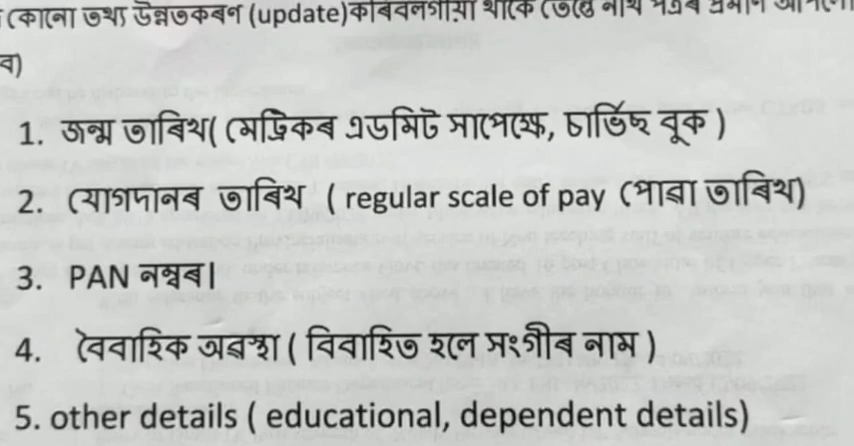 কোনো তথ্য উন্নতকৰণ (update)কৰিবলগীয়া থাকে তেন্তে নথি পত্ৰৰ প্ৰমাণ
ব)
1. জন্ম তাৰিখ( মেট্ৰিকৰ এডমিট সাপেক্ষে, চাৰ্ভিছ বুক )
2. যোগদানৰ তাৰিখ ( regular scale of pay পোৱা তাৰিখ)
3. PAN নম্বৰ।
4. বৈবাহিক অৱস্থা ( বিবাহিত হলে সংগীৰ নাম )
5. other details ( educational, dependent details)